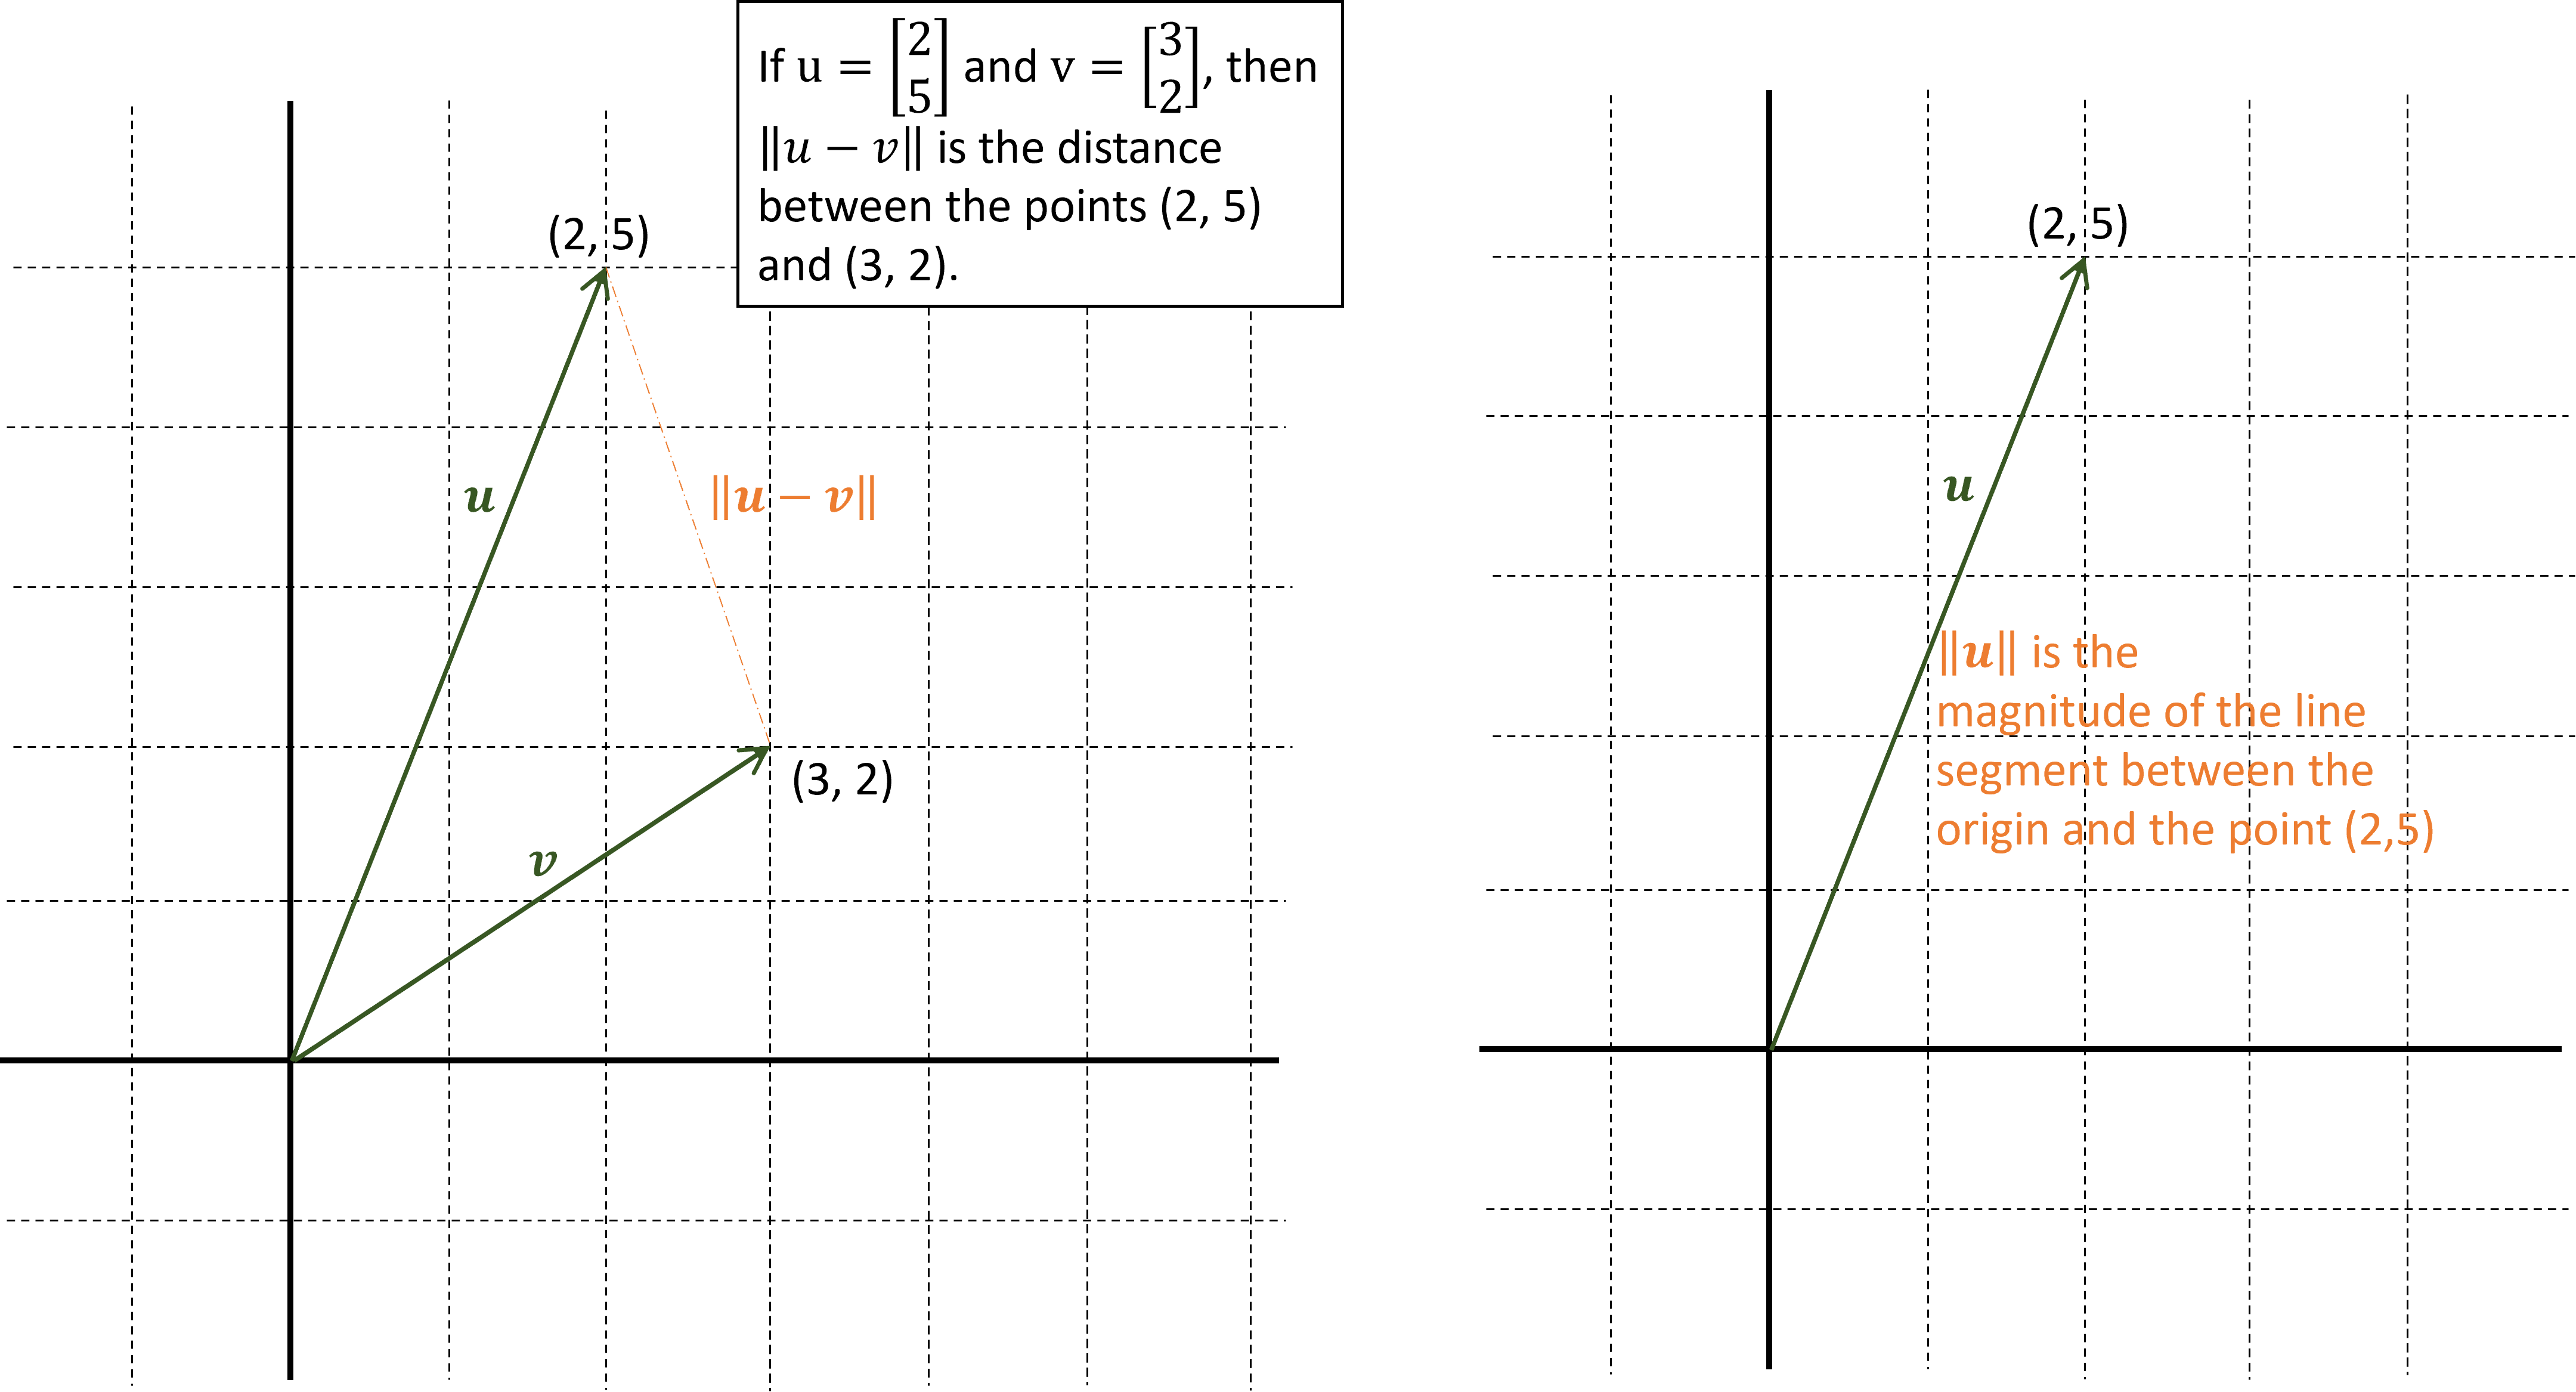 If u = [2 5] and v = [3 2], then
‖u − v‖ is the distance
between the points (2, 5)
and (3, 2).
(2, 5)
u
‖u − v‖
(3, 2)
v
(2, 5)
u
‖u‖ is the
magnitude of the line
segment between the
origin and the point (2,5)